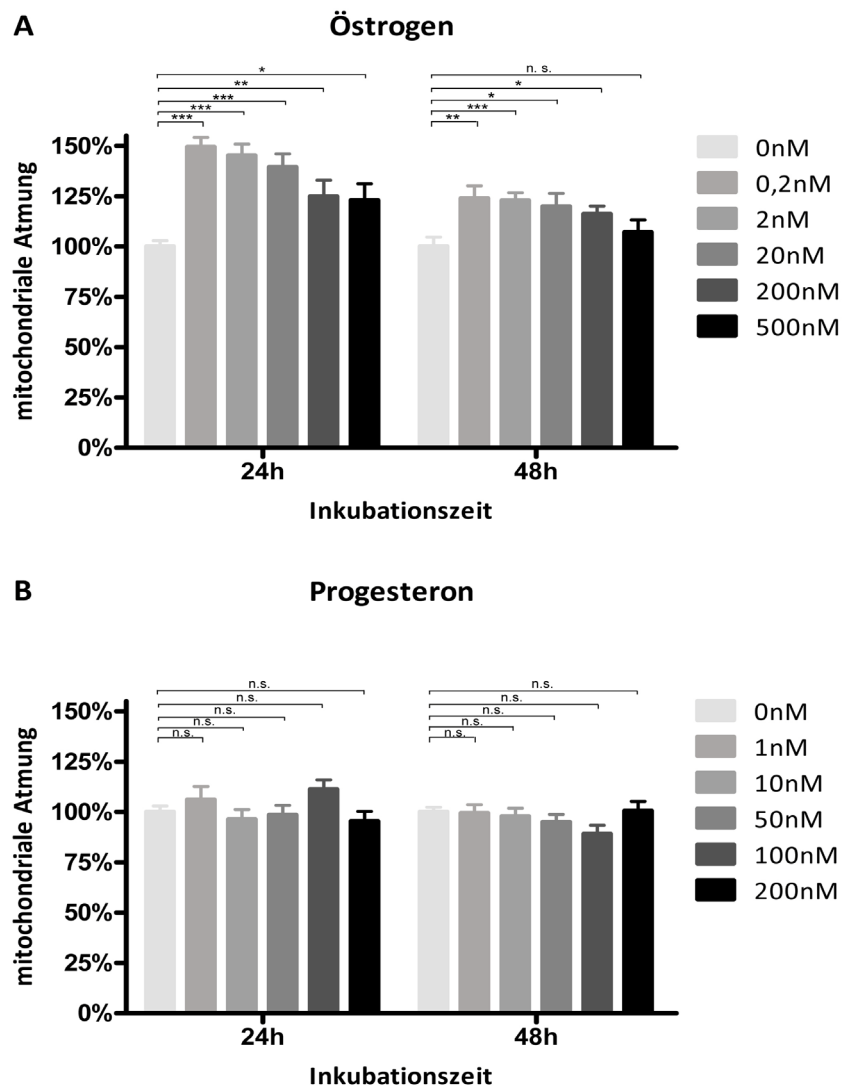 A
Östrogen
*
**
***
***
***
n. s.
*
*
***
**
mitochondriale Atmung
150%
125%
100%
75%
50%
25%
0%
24h
48h
Inkubationszeit
0nM
0,2nM
2nM
20nM
200nM
500nM
B
Progesteron
n.s.
n.s.
n.s.
n.s.
n.s.
n.s.
n.s.
n.s.
n.s.
n.s.
mitochondriale Atmung
150%
125%
100%
75%
50%
25%
0%
24h
48h
Inkubationszeit
0nM
1nM
10nM
50nM
100nM
200nM